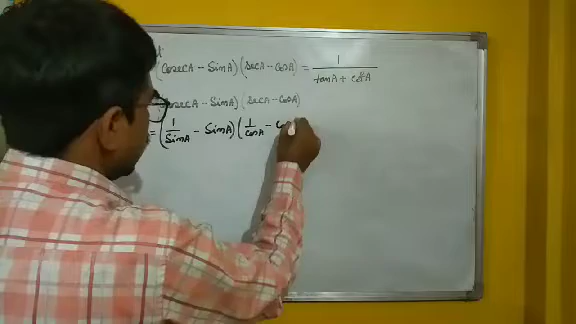 (CosecA - SinA) (SecA - CosA) = 1/(tanA + cotA)
CosecA - SinA) (SecA - CosA)
= (1/SinA - SinA) (1/CosA - Co